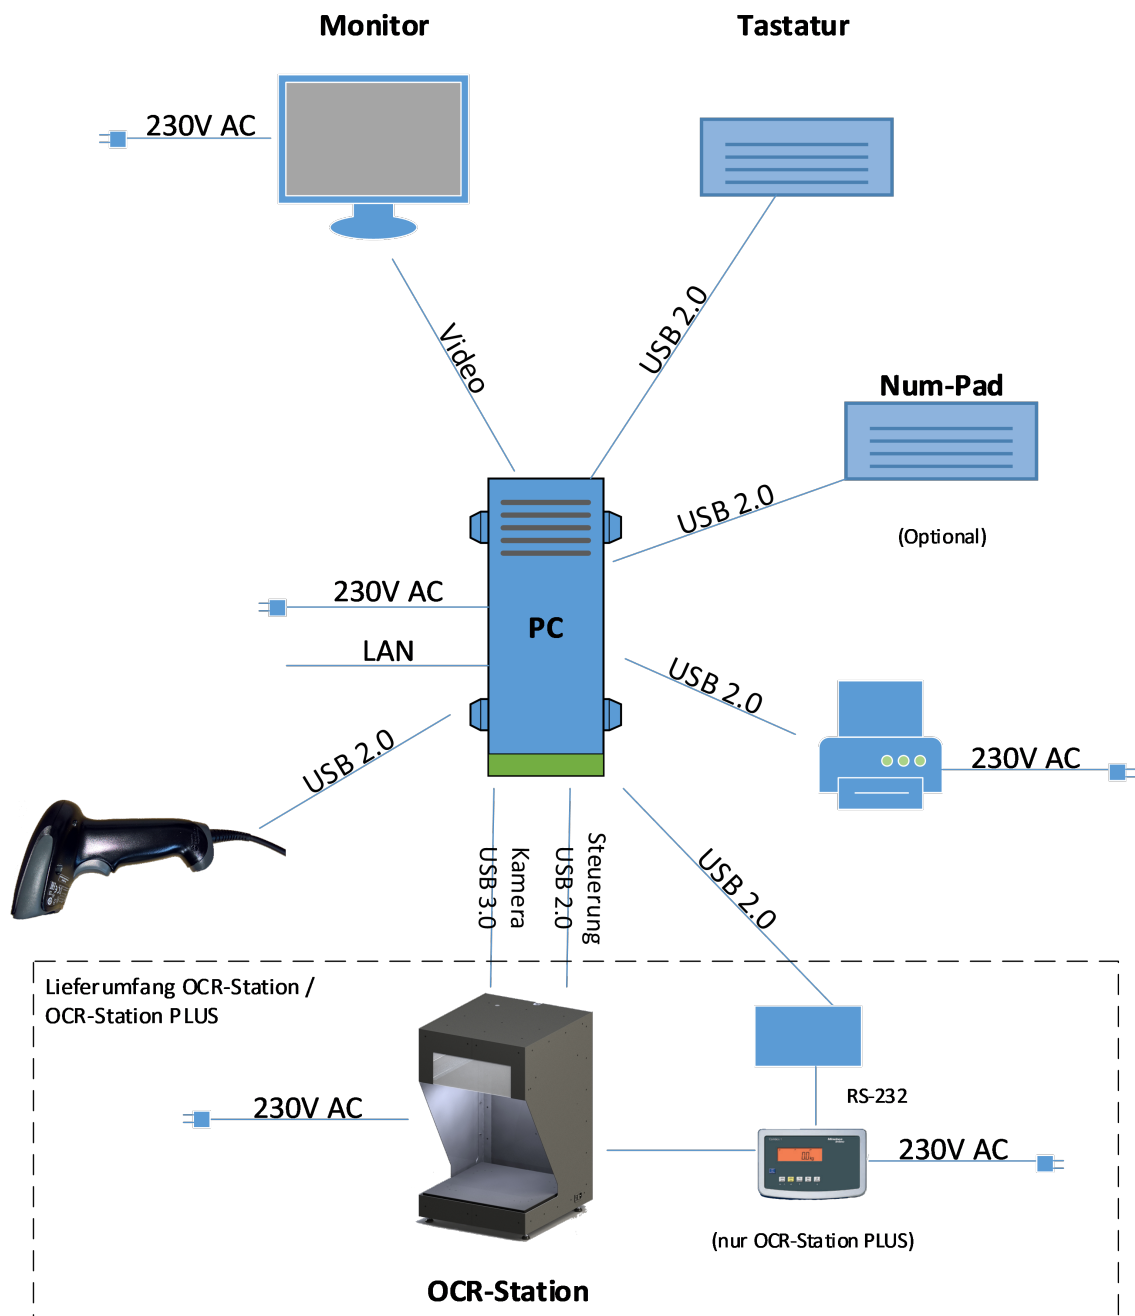 Monitor
Tastatur
230V AC
Video
USB 2.0
Num-Pad
USB 2.0
(Optional)
230V AC
PC
LAN
USB 2.0
USB 2.0
230V AC
Kamera
USB 3.0
Steuerung
USB 2.0
USB 2.0
Lieferumfang OCR-Station /
OCR-Station PLUS
RS-232
230V AC
230V AC
(nur OCR-Station PLUS)
OCR-Station